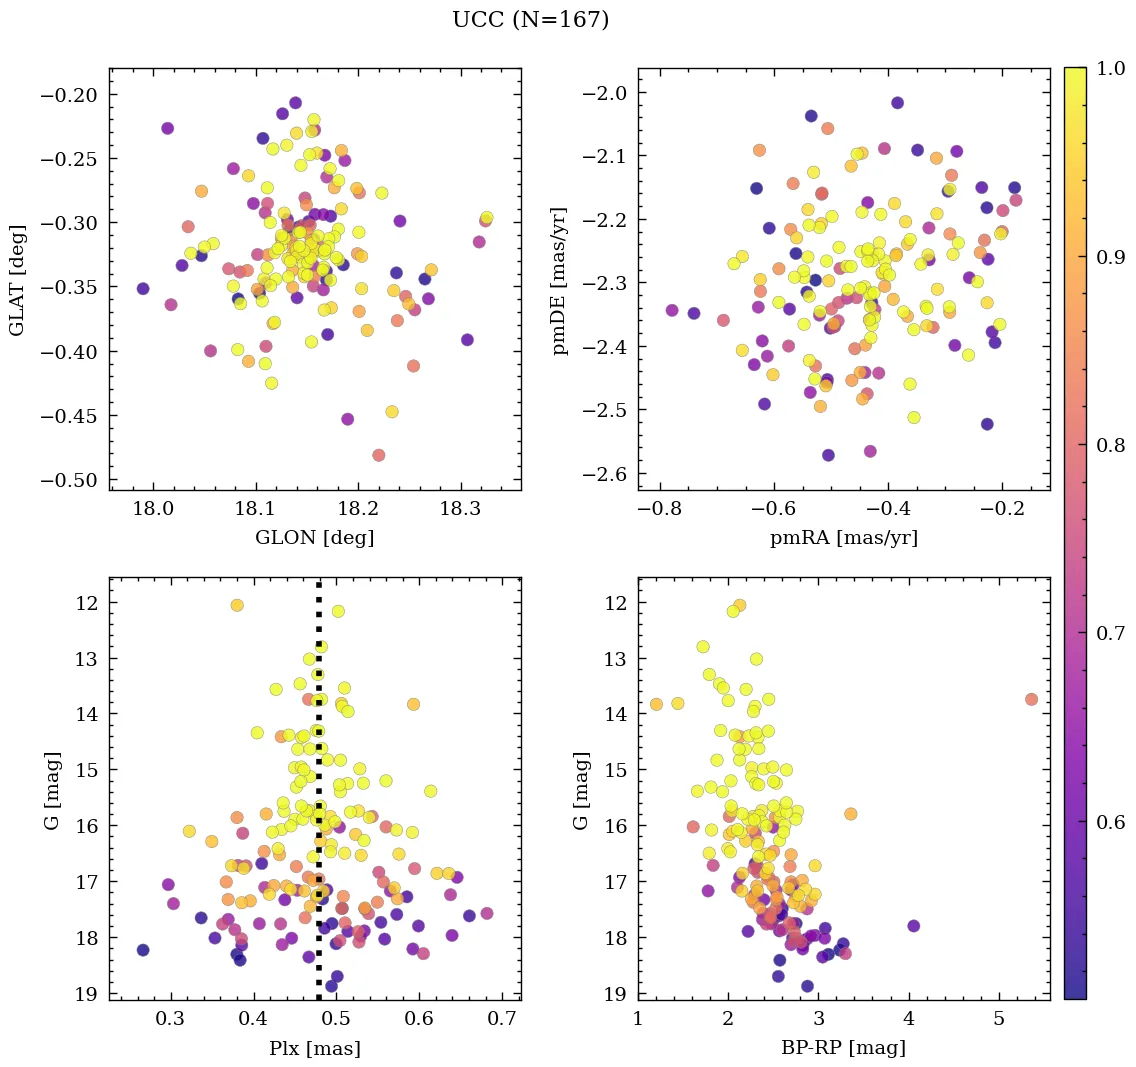 UCC (N=167)
−0.20
−0.25
−0.30
−0.35
−0.40
−0.45
−0.50
GLAT [deg]
18.0 18.1 18.2 18.3
GLON [deg]
−2.0
−2.1
−2.2
−2.3
−2.4
−2.5
−2.6
pmDE [mas/yr]
−0.8 −0.6 −0.4 −0.2
pmRA [mas/yr]
1.0
0.9
0.8
0.7
0.6
12
13
14
15
16
17
18
19
G [mag]
0.3 0.4 0.5 0.6 0.7
Plx [mas]
12
13
14
15
16
17
18
19
G [mag]
1 2 3 4 5
BP-RP [mag]